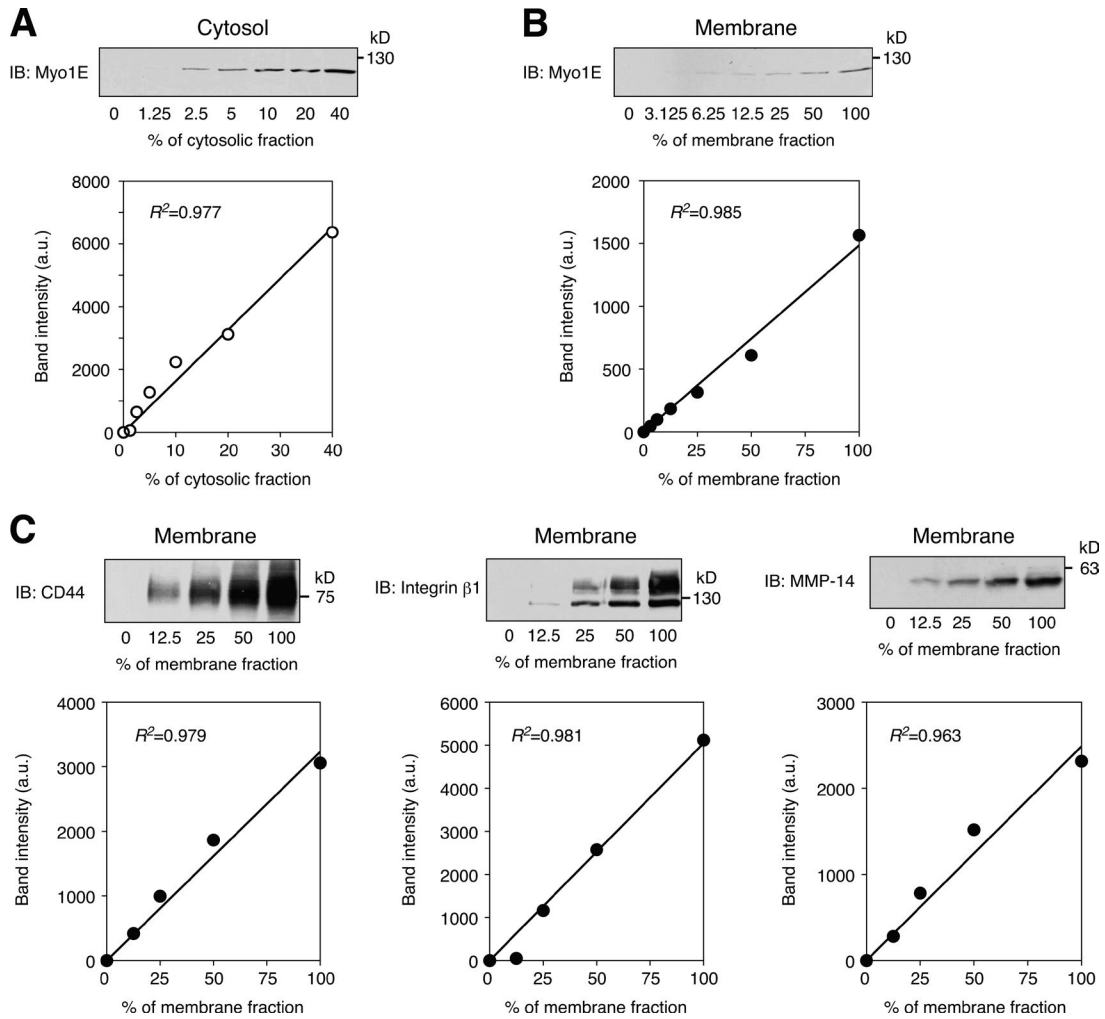 A
Cytosol
kD
130
IB: Myo1E
0 1.25 2.5 5 10 20 40
% of cytosolic fraction
8000
6000
4000
2000
0
R²=0.977
Band intensity (a.u.)
0 10 20 30 40
% of cytosolic fraction
B
Membrane
kD
130
IB: Myo1E
0 3.125 6.25 12.5 25 50 100
% of membrane fraction
2000
1500
1000
500
0
R²=0.985
Band intensity (a.u.)
0 25 50 75 100
% of membrane fraction
C
Membrane
IB: CD44
kD
75
0 12.5 25 50 100
% of membrane fraction
4000
3000
2000
1000
0
R²=0.979
Band intensity (a.u.)
0 25 50 75 100
% of membrane fraction
Membrane
IB: Integrin β1
kD
130
0 12.5 25 50 100
% of membrane fraction
6000
5000
4000
3000
2000
1000
0
R²=0.981
Band intensity (a.u.)
0 25 50 75 100
% of membrane fraction
Membrane
kD
63
IB: MMP-14
0 12.5 25 50 100
% of membrane fraction
3000
2000
1000
0
R²=0.963
Band intensity (a.u.)
0 25 50 75 100
% of membrane fraction